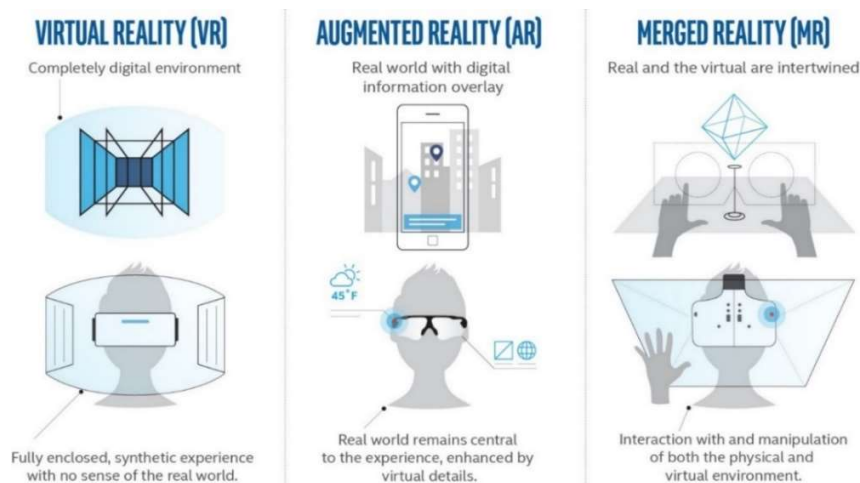 VIRTUAL REALITY (VR)
Completely digital environment
Fully enclosed, synthetic experience
with no sense of the real world.
AUGMENTED REALITY (AR)
Real world with digital
information overlay
45°F
Real world remains central
to the experience, enhanced by
virtual details.
MERGED REALITY (MR)
Real and the virtual are intertwined
Interaction with and manipulation
of both the physical and
virtual environment.